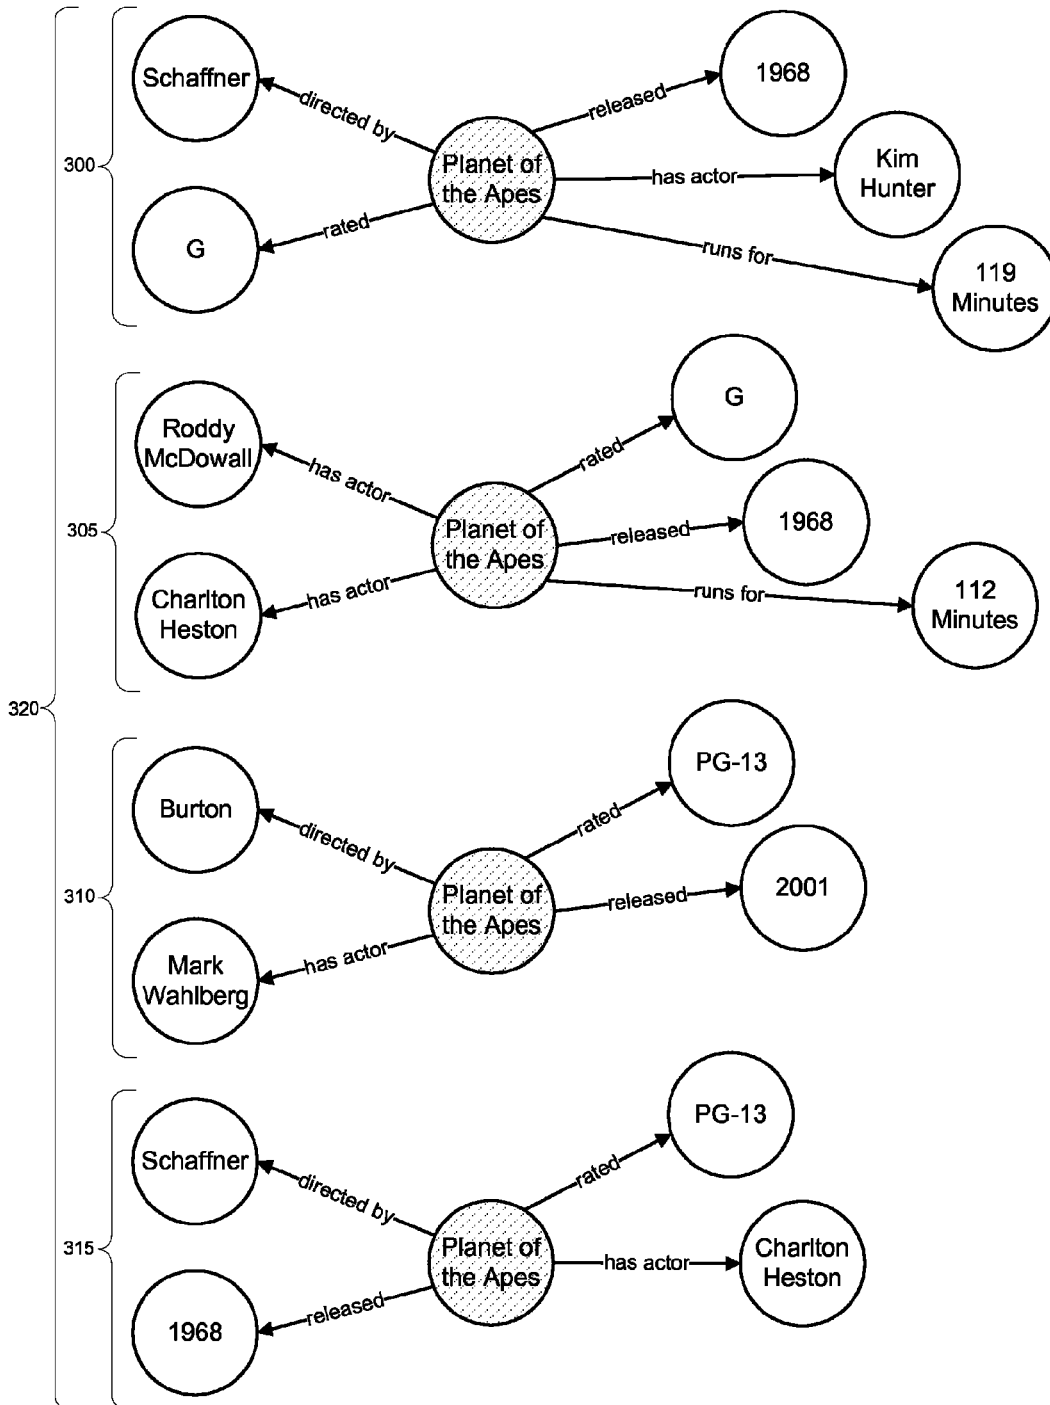 320
300
Schaffner
directed by
Planet of
the Apes
released
1968
has actor
Kim
Hunter
rated
G
runs for
119
Minutes
305
Roddy
McDowall
has actor
Planet of
the Apes
rated
G
released
1968
has actor
Charlton
Heston
runs for
112
Minutes
310
Burton
directed by
Planet of
the Apes
rated
PG-13
released
2001
has actor
Mark
Wahlberg
315
Schaffner
directed by
Planet of
the Apes
rated
PG-13
has actor
Charlton
Heston
released
1968